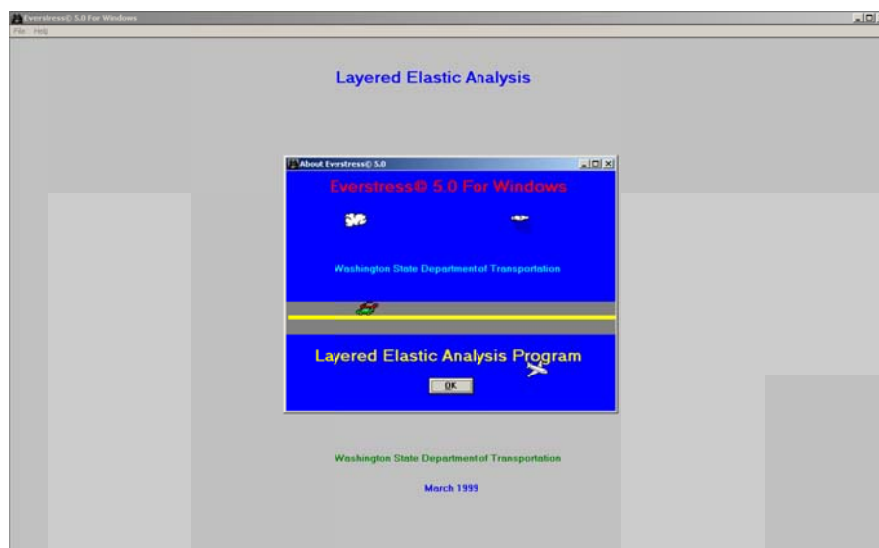 Everstress© 5.0 For Windows
File Help
Layered Elastic Analysis
About Everstress© 5.0
Everstress© 5.0 For Windows
Washington State Departmentof Transportation
Layered Elastic Analysis Program
OK
Washington State Departmentof Transportation
March 1999